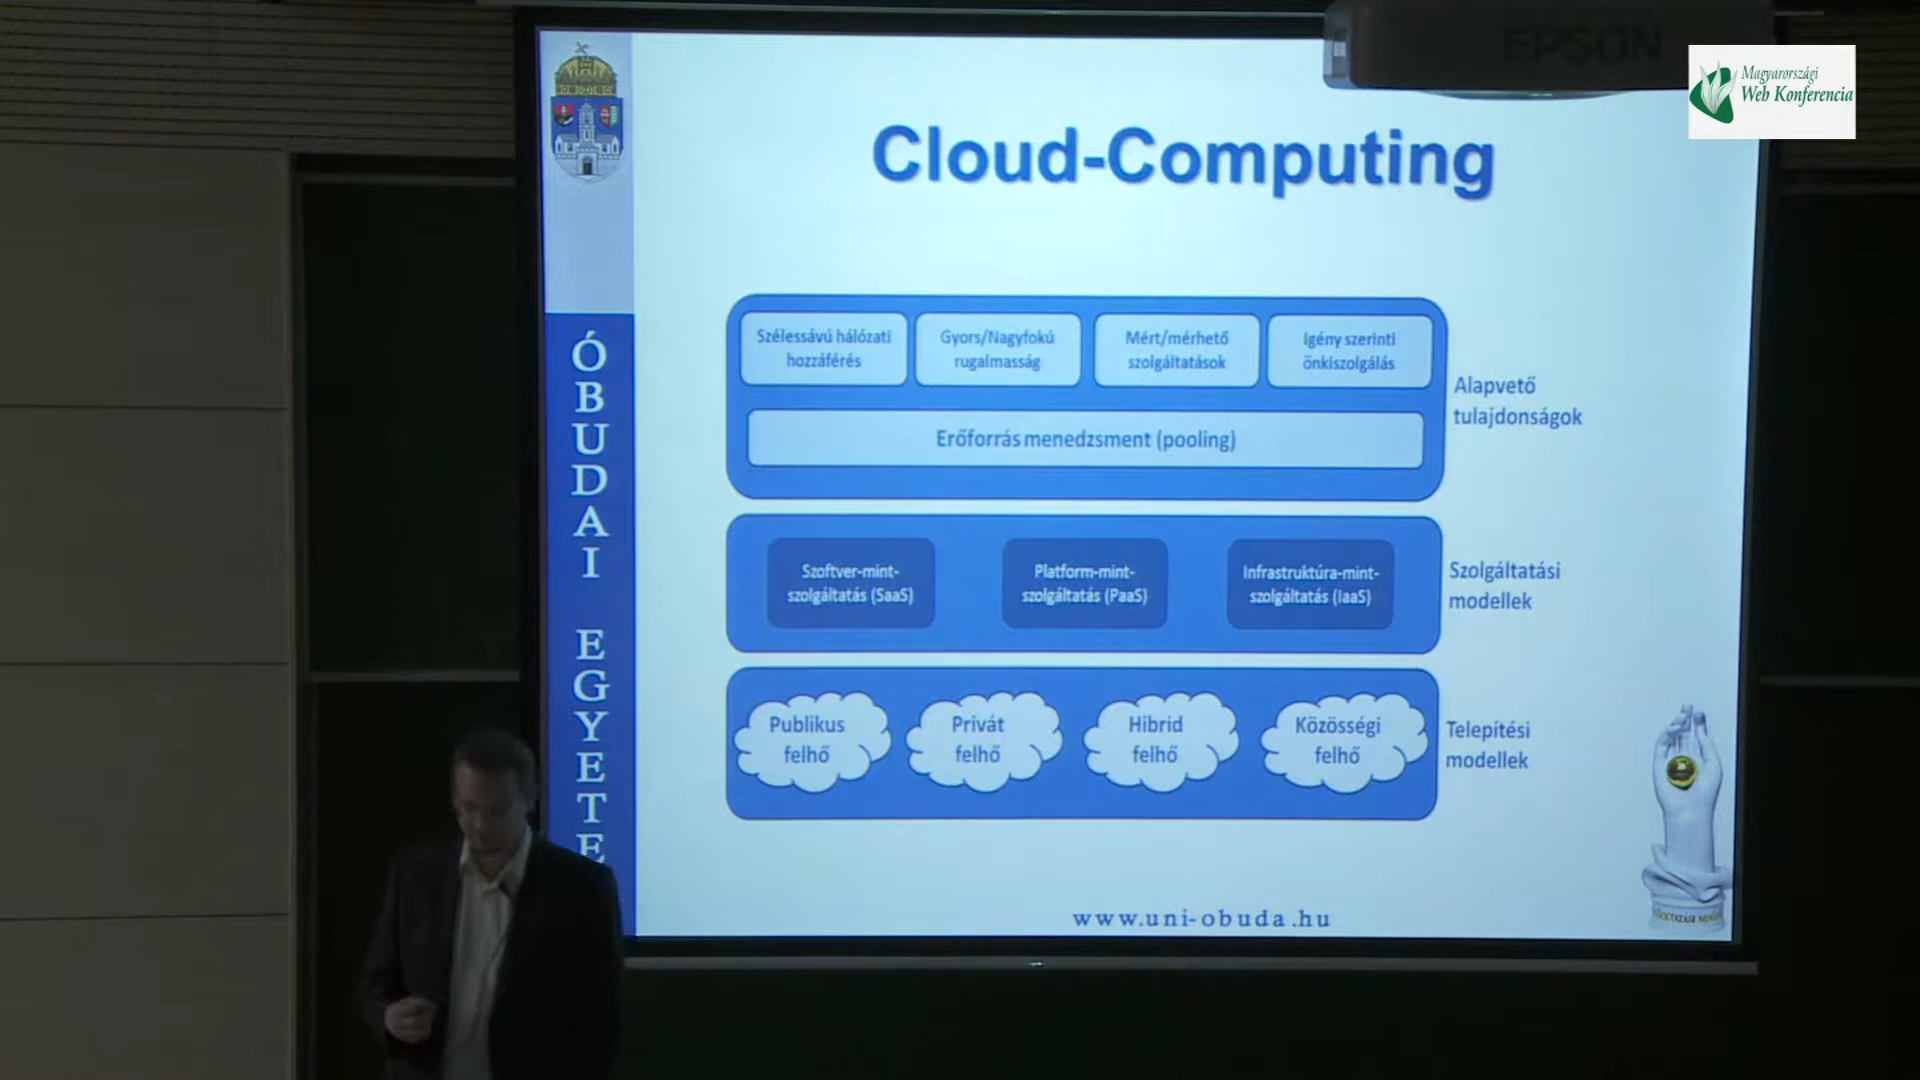 EPSON
Magyarországi
Web Konferencia
Cloud-Computing
ÓBUDAI EGYETE
Szélessávú hálózati
hozzáférés
Gyors/Nagyfokú
rugalmasság
Mért/mérhető
szolgáltatások
Igény szerinti
önkiszolgálás
Erőforrás menedzsment (pooling)
Alapvető
tulajdonságok
Szoftver-mint-
szolgáltatás (SaaS)
Platform-mint-
szolgáltatás (PaaS)
Infrastruktúra-mint-
szolgáltatás (IaaS)
Szolgáltatási
modellek
Publikus
felhő
Privát
felhő
Hibrid
felhő
Közösségi
felhő
Telepítési
modellek
www.uni-obuda.hu